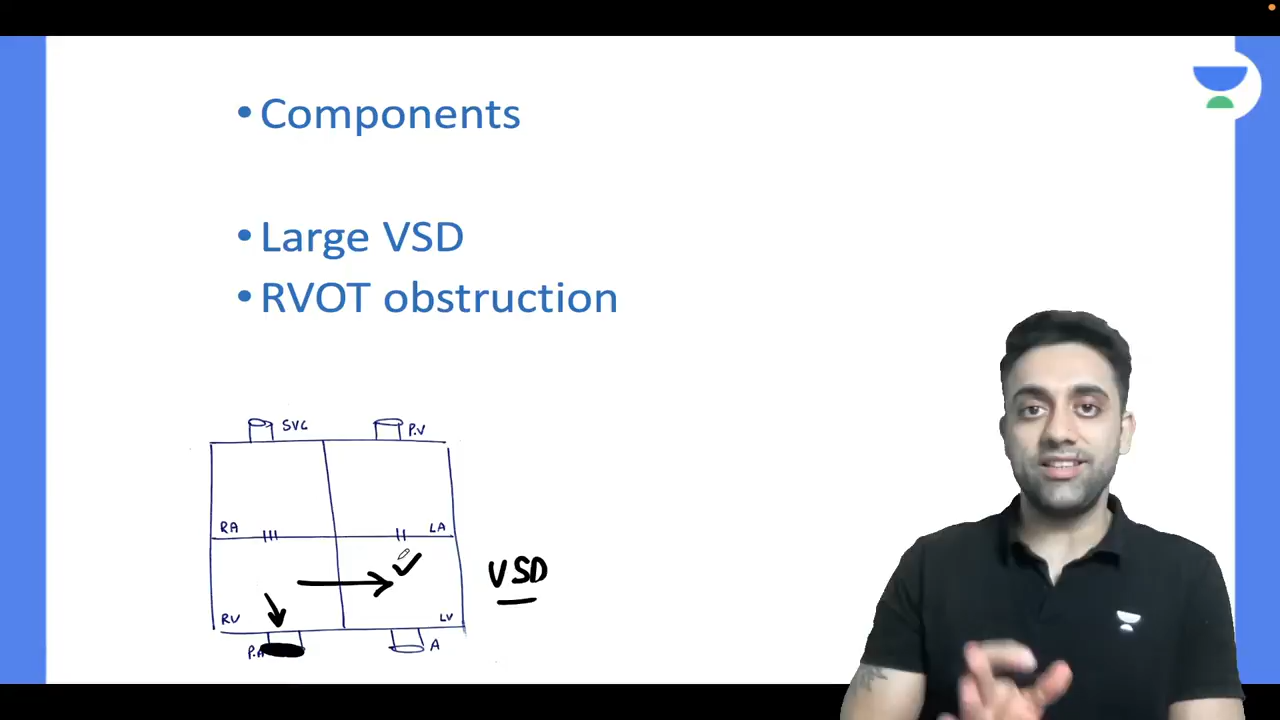 • Components
• Large VSD
• RVOT obstruction
SVC
P.V
RA
LA
VSD
RV
LV
P.A
A